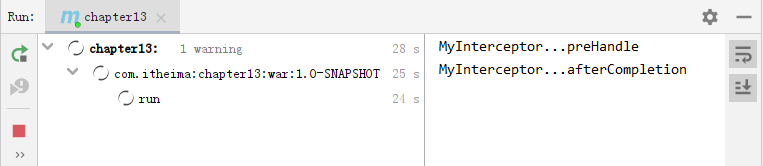 Run: chapter13
chapter13: 1 warning 28 s
com.itheima:chapter13:war:1.0-SNAPSHOT 25 s
run 24 s
MyInterceptor...preHandle
MyInterceptor...afterCompletion